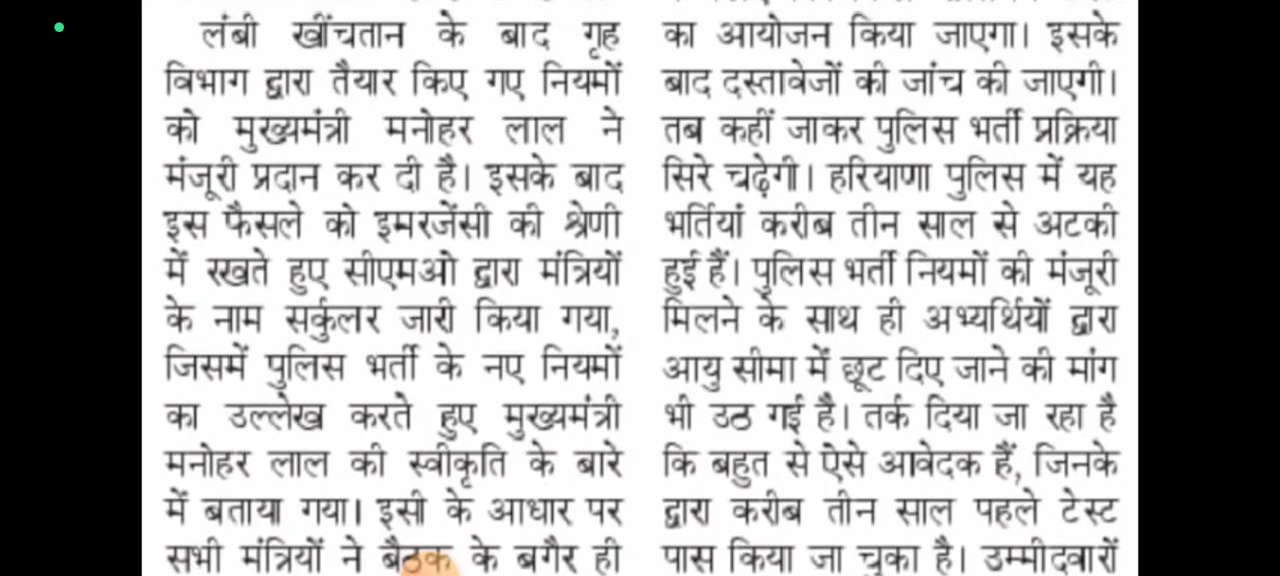 लंबी खींचतान के बाद गृह
विभाग द्वारा तैयार किए गए नियमों
को मुख्यमंत्री मनोहर लाल ने
मंजूरी प्रदान कर दी है। इसके बाद
इस फैसले को इमरजेंसी की श्रेणी
में रखते हुए सीएमओ द्वारा मंत्रियों
के नाम सर्कुलर जारी किया गया,
जिसमें पुलिस भर्ती के नए नियमों
का उल्लेख करते हुए मुख्यमंत्री
मनोहर लाल की स्वीकृति के बारे
में बताया गया। इसी के आधार पर
सभी मंत्रियों ने बैठक के बगैर ही
का आयोजन किया जाएगा। इसके
बाद दस्तावेजों की जांच की जाएगी।
तब कहीं जाकर पुलिस भर्ती प्रक्रिया
सिरे चढ़ेगी। हरियाणा पुलिस में यह
भर्तियां करीब तीन साल से अटकी
हुई हैं। पुलिस भर्ती नियमों की मंजूरी
मिलने के साथ ही अभ्यर्थियों द्वारा
आयु सीमा में छूट दिए जाने की मांग
भी उठ गई है। तर्क दिया जा रहा है
कि बहुत से ऐसे आवेदक हैं, जिनके
द्वारा करीब तीन साल पहले टेस्ट
पास किया जा चुका है। उम्मीदवारों